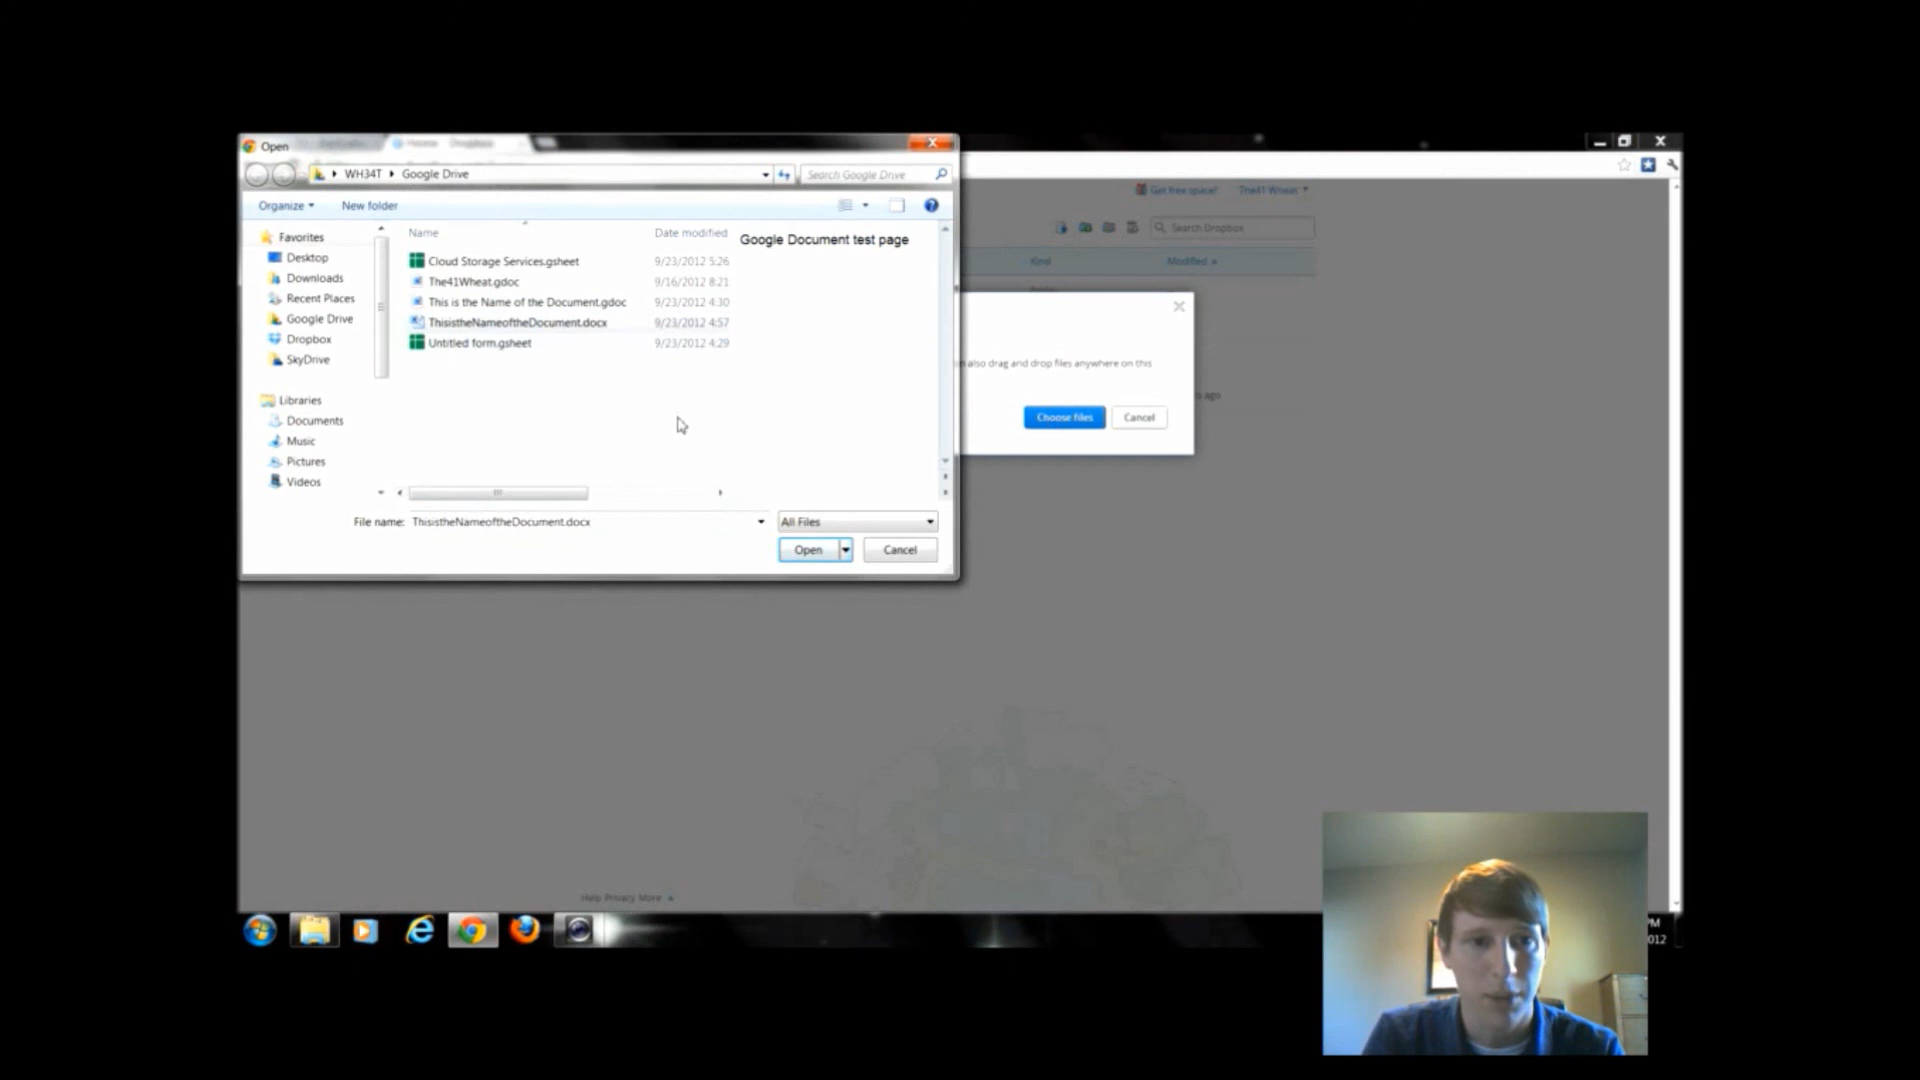 Open
Home Dropbox
WH34T Google Drive
Search Google Drive
Organize
New folder
Name
Date modified
Google Document test page
Favorites
Desktop
Downloads
Recent Places
Google Drive
Dropbox
SkyDrive
Libraries
Documents
Music
Pictures
Videos
Cloud Storage Services.gsheet 9/23/2012 5:26
The41Wheat.gdoc 9/16/2012 8:21
This is the Name of the Document.gdoc 9/23/2012 4:30
ThisistheNameoftheDocument.docx 9/23/2012 4:57
Untitled form.gsheet 9/23/2012 4:29
File name: ThisistheNameoftheDocument.docx
All Files
Open
Cancel
Get free space!
The41 Wheat
Search Dropbox
Kind
Modified
also drag and drop files anywhere on this
Choose files
Cancel
ago
Help Privacy More
PM
012